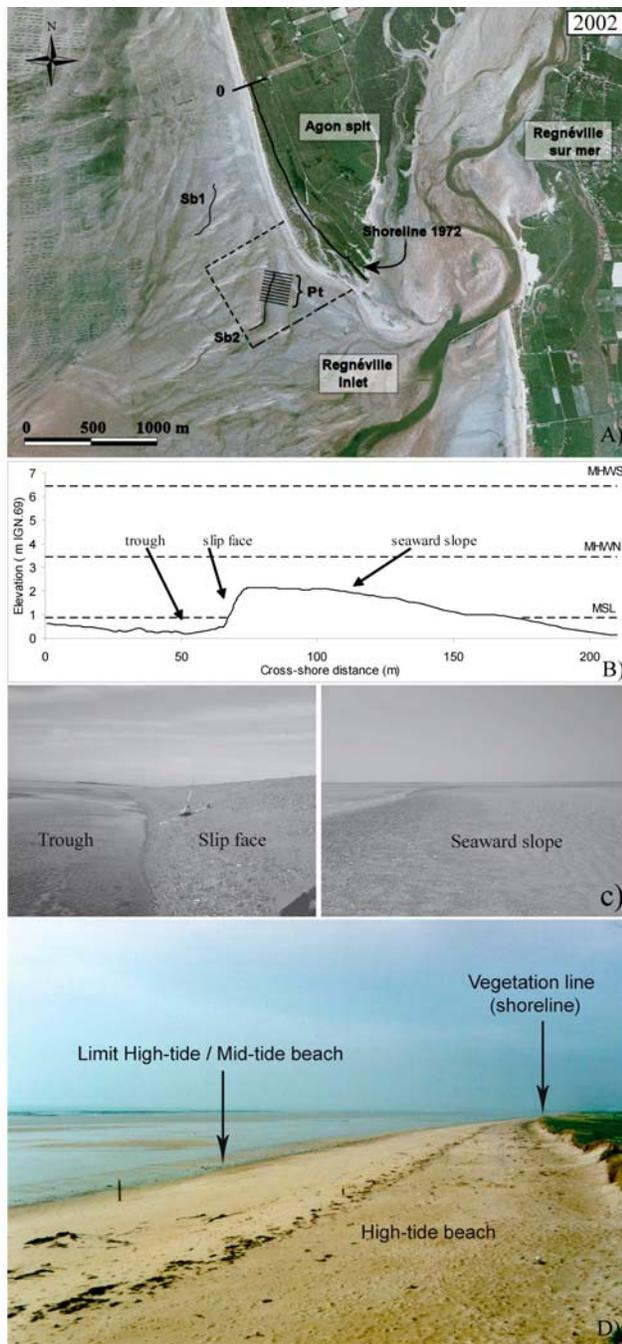 2002
N
0
Agon spit
Regnéville
sur mer
Sb1
Shoreline 1972
Pt
Sb2
Regnéville
Inlet
0 500 1000 m
A)
7
6
5
4
3
2
1
0
Elevation ( m IGN.69)
MHWS
trough
slip face
seaward slope
MHWN
MSL
0 50 100 150 200
Cross-shore distance (m)
B)
Trough
Slip face
Seaward slope
c)
Vegetation line
(shoreline)
Limit High-tide / Mid-tide beach
High-tide beach
D)